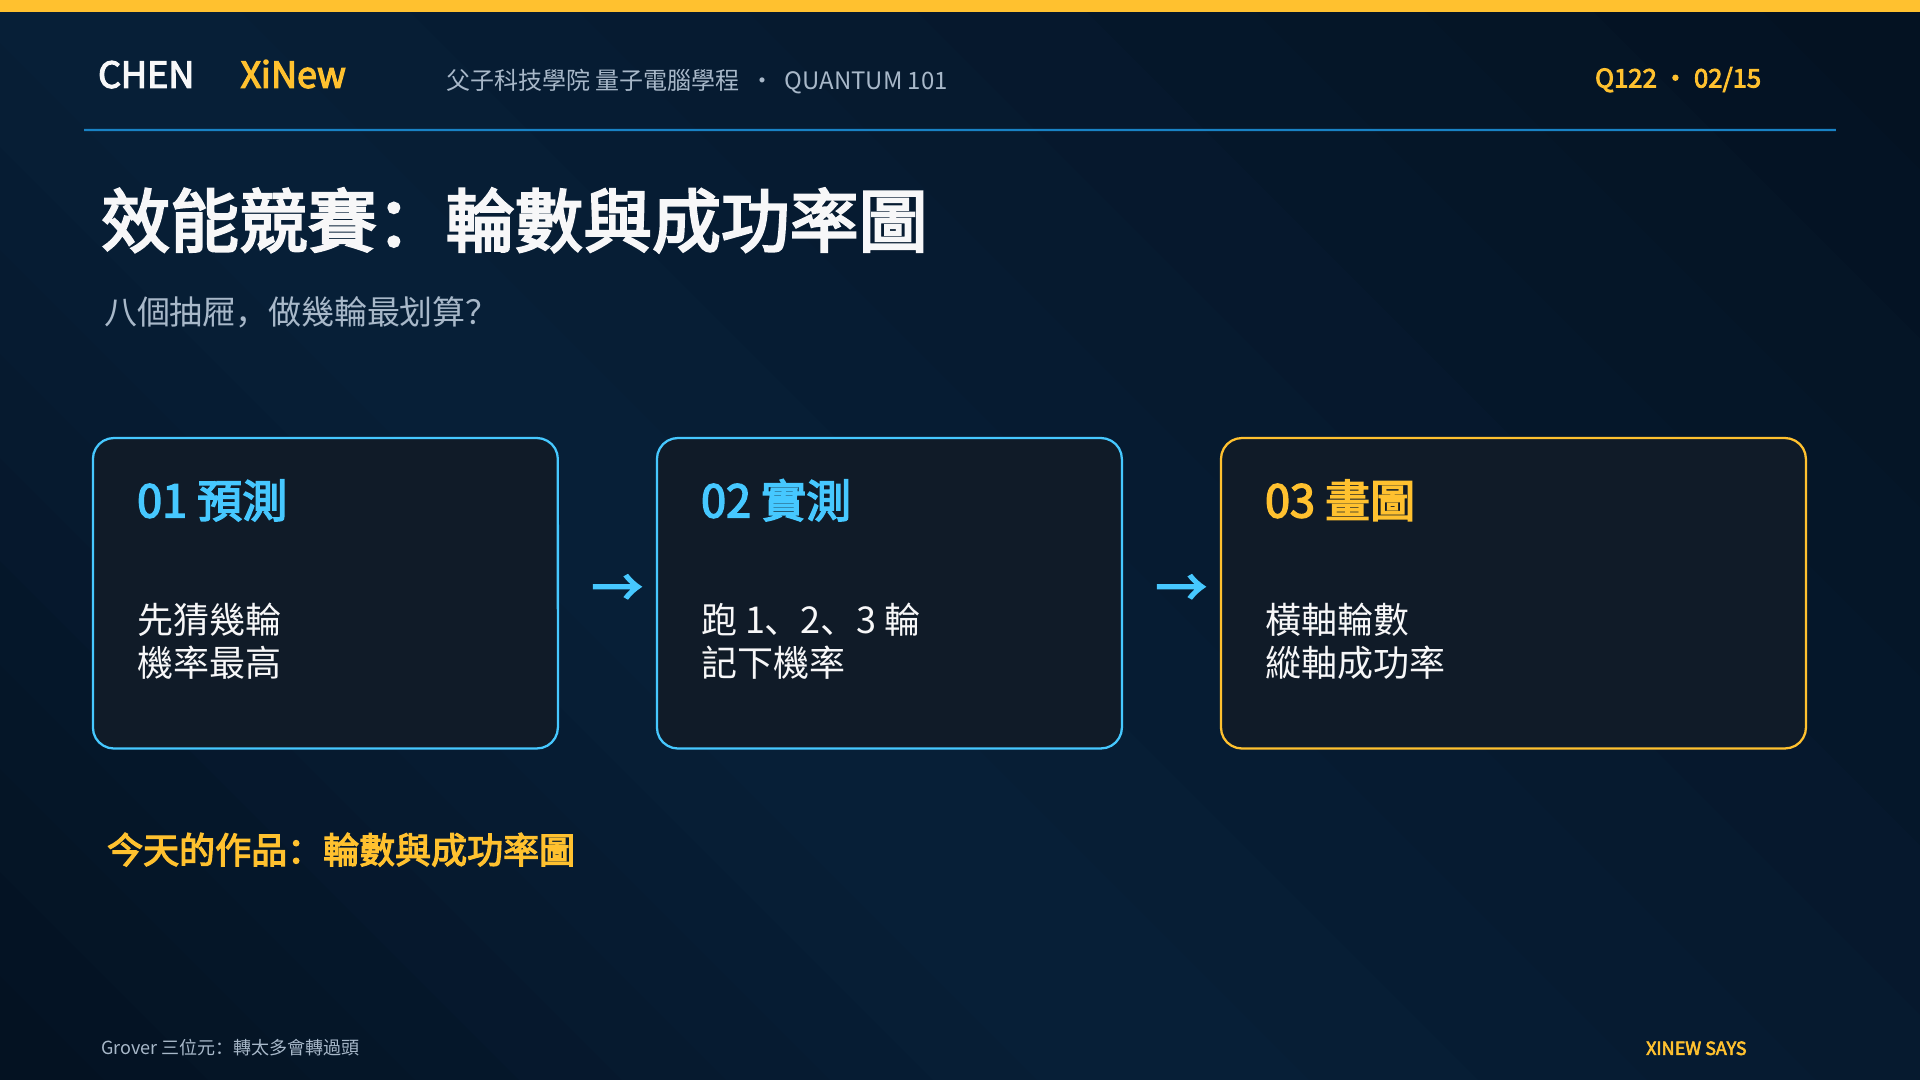 CHEN XiNew 父子科技學院 量子電腦學程 · QUANTUM 101 Q122 · 02/15
效能競賽：輪數與成功率圖
八個抽屜，做幾輪最划算？
01 預測
先猜幾輪
機率最高
→
02 實測
跑 1、2、3 輪
記下機率
→
03 畫圖
橫軸輪數
縱軸成功率
今天的作品：輪數與成功率圖
Grover 三位元：轉太多會轉過頭
XINEW SAYS